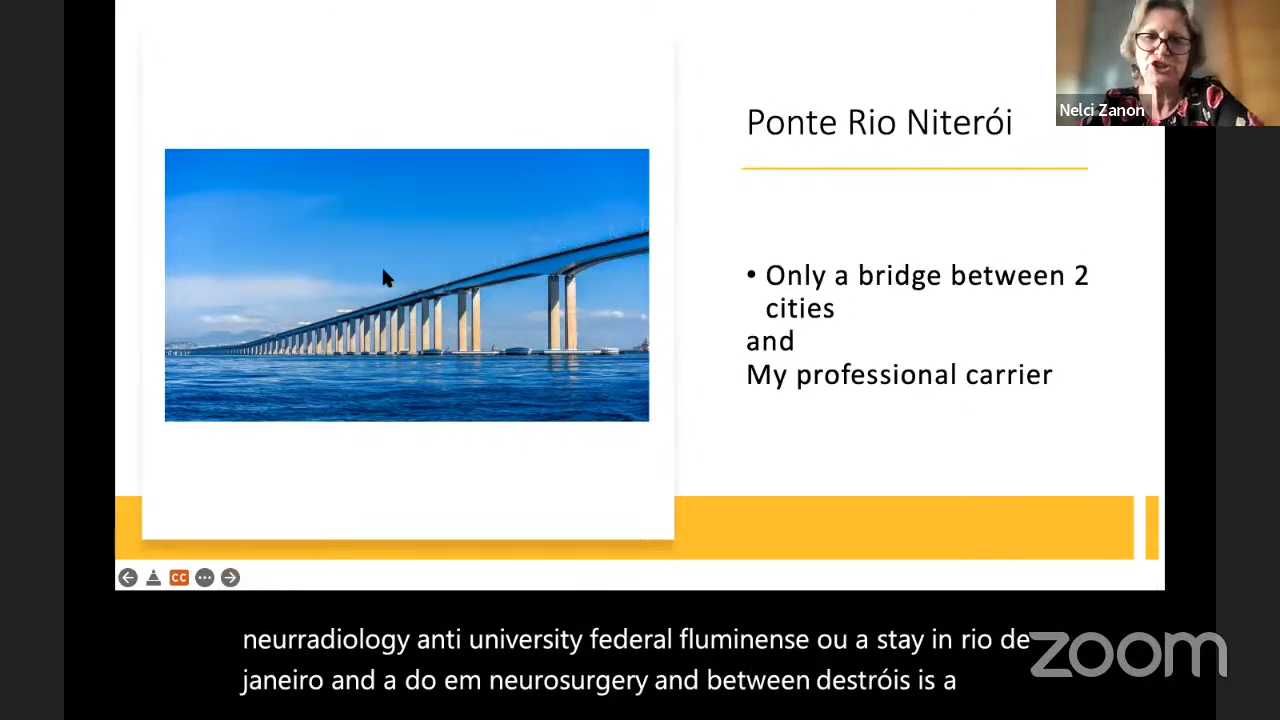 Ponte Rio Niterói
Nelci Zanon
• Only a bridge between 2
cities
and
My professional carrier
CC
neurradiology anti university federal fluminense ou a stay in rio de
janeiro and a do em neurosurgery and between destróis is a
zoom